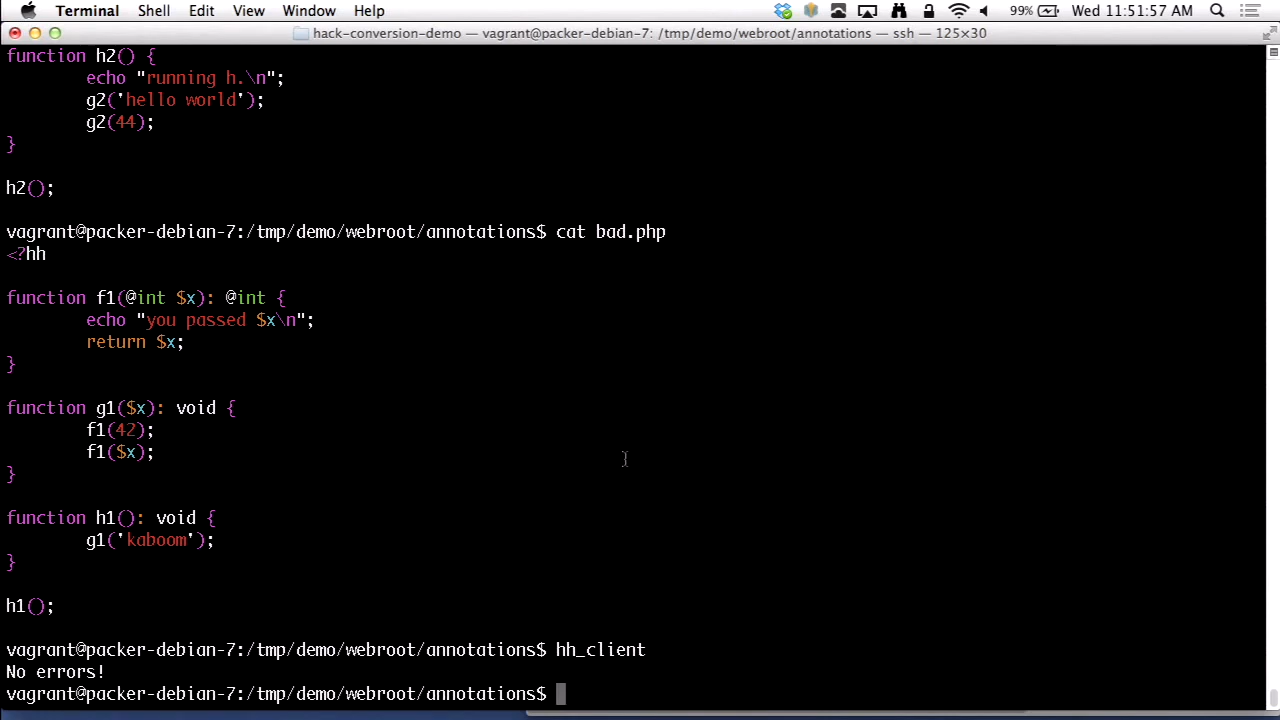 Terminal Shell Edit View Window Help 99% Wed 11:51:57 AM
hack-conversion-demo — vagrant@packer-debian-7: /tmp/demo/webroot/annotations — ssh — 125×30
function h2() {
echo "running h.\n";
g2('hello world');
g2(44);
}
h2();
vagrant@packer-debian-7:/tmp/demo/webroot/annotations$ cat bad.php
<?hh
function f1(@int $x): @int {
echo "you passed $x\n";
return $x;
}
function g1($x): void {
f1(42);
f1($x);
}
function h1(): void {
g1('kaboom');
}
h1();
vagrant@packer-debian-7:/tmp/demo/webroot/annotations$ hh_client
No errors!
vagrant@packer-debian-7:/tmp/demo/webroot/annotations$